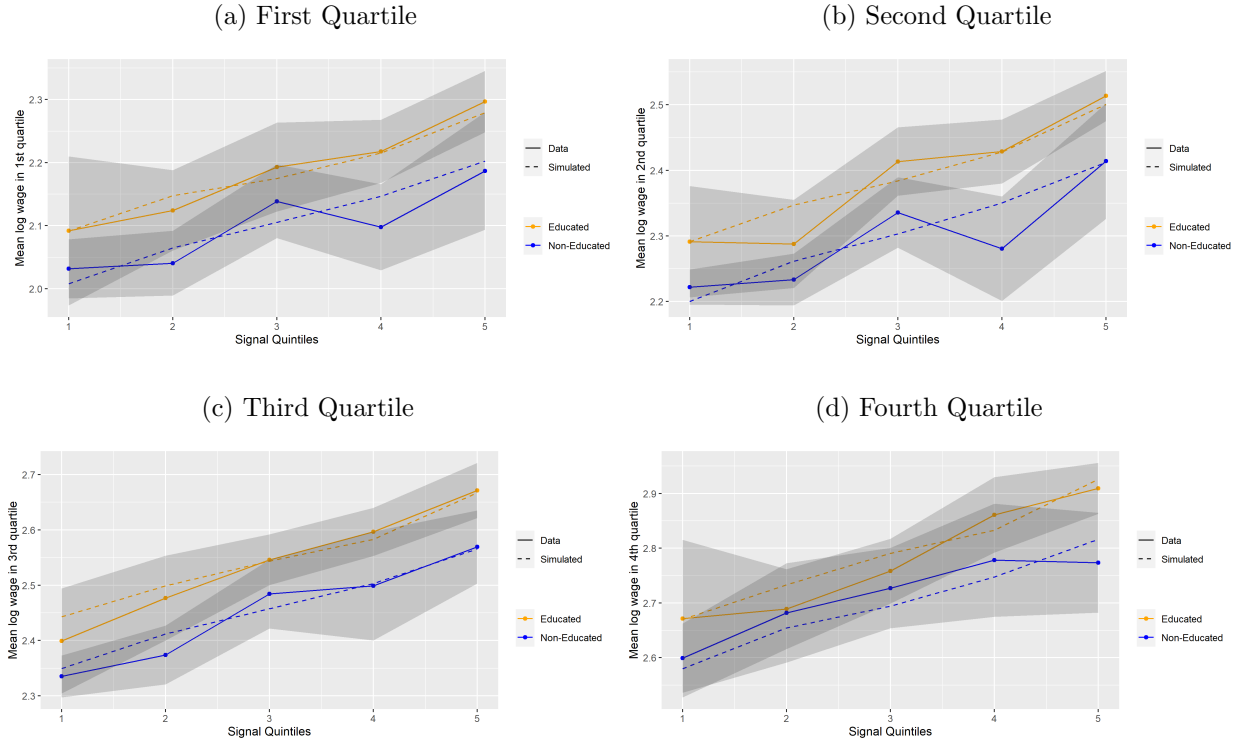 (a) First Quartile
Mean log wage in 1st quartile
2.3
2.2
2.1
2.0
1
2
3
4
5
Signal Quintiles
Data
Simulated
Educated
Non-Educated
(b) Second Quartile
Mean log wage in 2nd quartile
2.5
2.4
2.3
2.2
1
2
3
4
5
Signal Quintiles
Data
Simulated
Educated
Non-Educated
(c) Third Quartile
Mean log wage in 3rd quartile
2.7
2.6
2.5
2.4
2.3
1
2
3
4
5
Signal Quintiles
Data
Simulated
Educated
Non-Educated
(d) Fourth Quartile
Mean log wage in 4th quartile
2.9
2.8
2.7
2.6
1
2
3
4
5
Signal Quintiles
Data
Simulated
Educated
Non-Educated